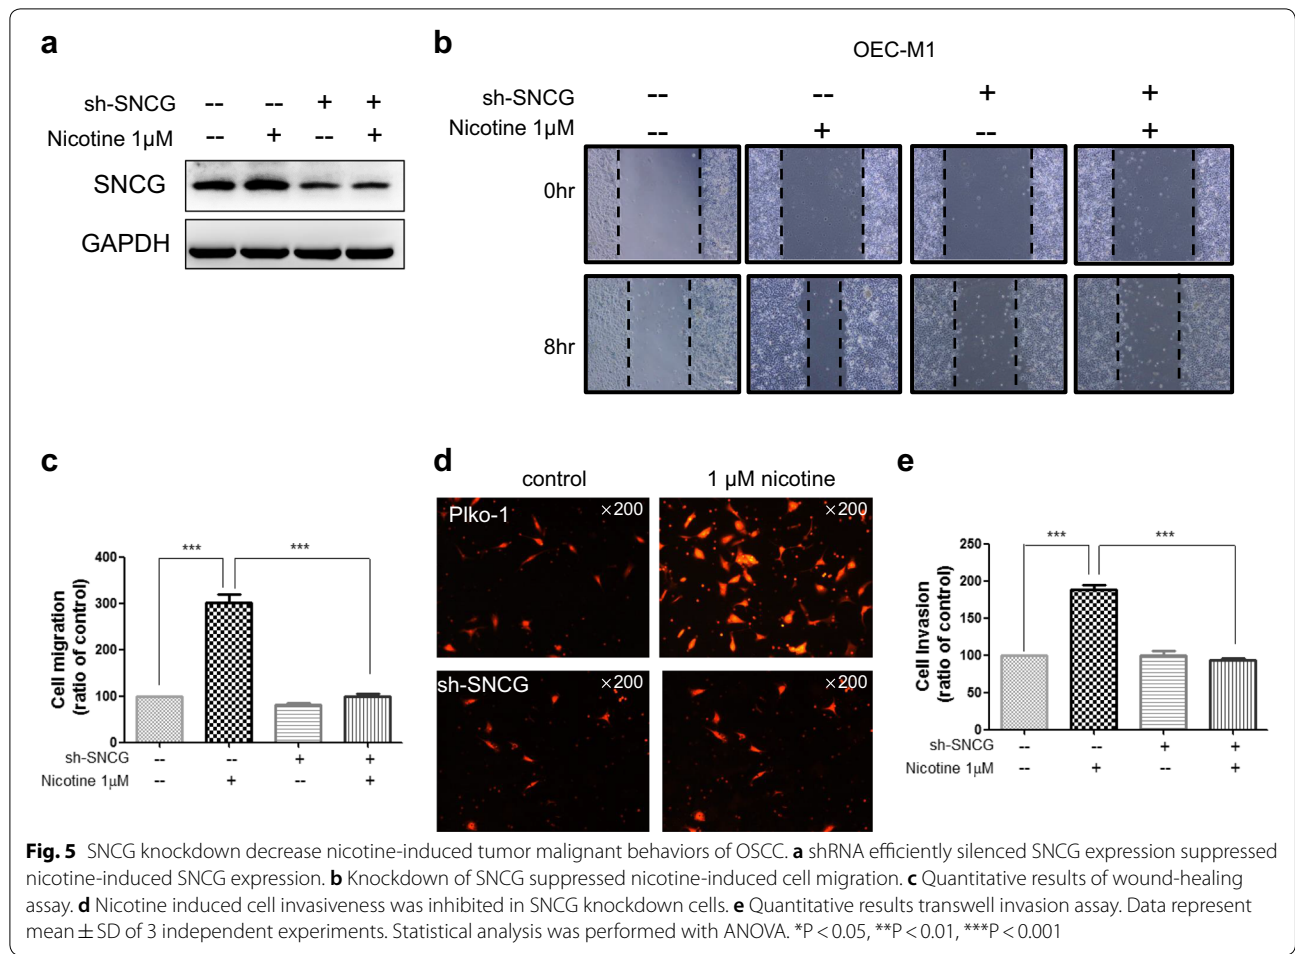 a
sh-SNCG -- -- + +
Nicotine 1µM -- + -- +
SNCG
GAPDH
b
OEC-M1
sh-SNCG -- -- + +
Nicotine 1µM -- + -- +
0hr
8hr
c
Cell migration
(ratio of control)
400
300
200
100
0
*** ***
sh-SNCG -- -- + +
Nicotine 1µM -- + -- +
d
control 1 µM nicotine
Plko-1 ×200 ×200
sh-SNCG ×200 ×200
e
Cell Invasion
(ratio of control)
250
200
150
100
50
0
*** ***
sh-SNCG -- -- + +
Nicotine 1µM -- + -- +
Fig. 5 SNCG knockdown decrease nicotine-induced tumor malignant behaviors of OSCC. a shRNA efficiently silenced SNCG expression suppressed
nicotine-induced SNCG expression. b Knockdown of SNCG suppressed nicotine-induced cell migration. c Quantitative results of wound-healing
assay. d Nicotine induced cell invasiveness was inhibited in SNCG knockdown cells. e Quantitative results transwell invasion assay. Data represent
mean ± SD of 3 independent experiments. Statistical analysis was performed with ANOVA. *P < 0.05, **P < 0.01, ***P < 0.001